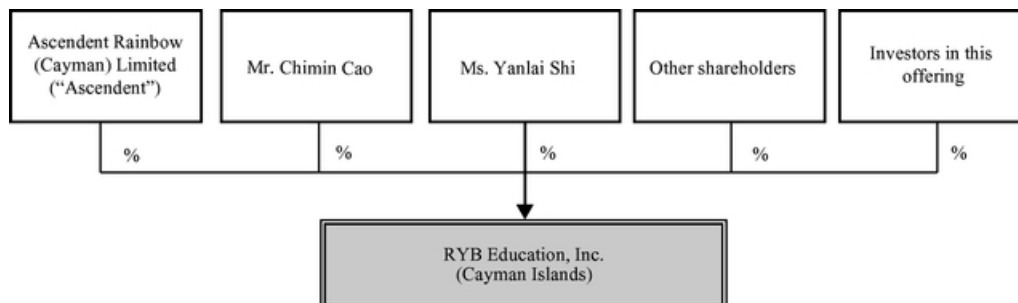 Ascendent Rainbow
(Cayman) Limited
(“Ascendent”)
Mr. Chimin Cao
Ms. Yanlai Shi
Other shareholders
Investors in this
offering
%
%
%
%
%
RYB Education, Inc.
(Cayman Islands)